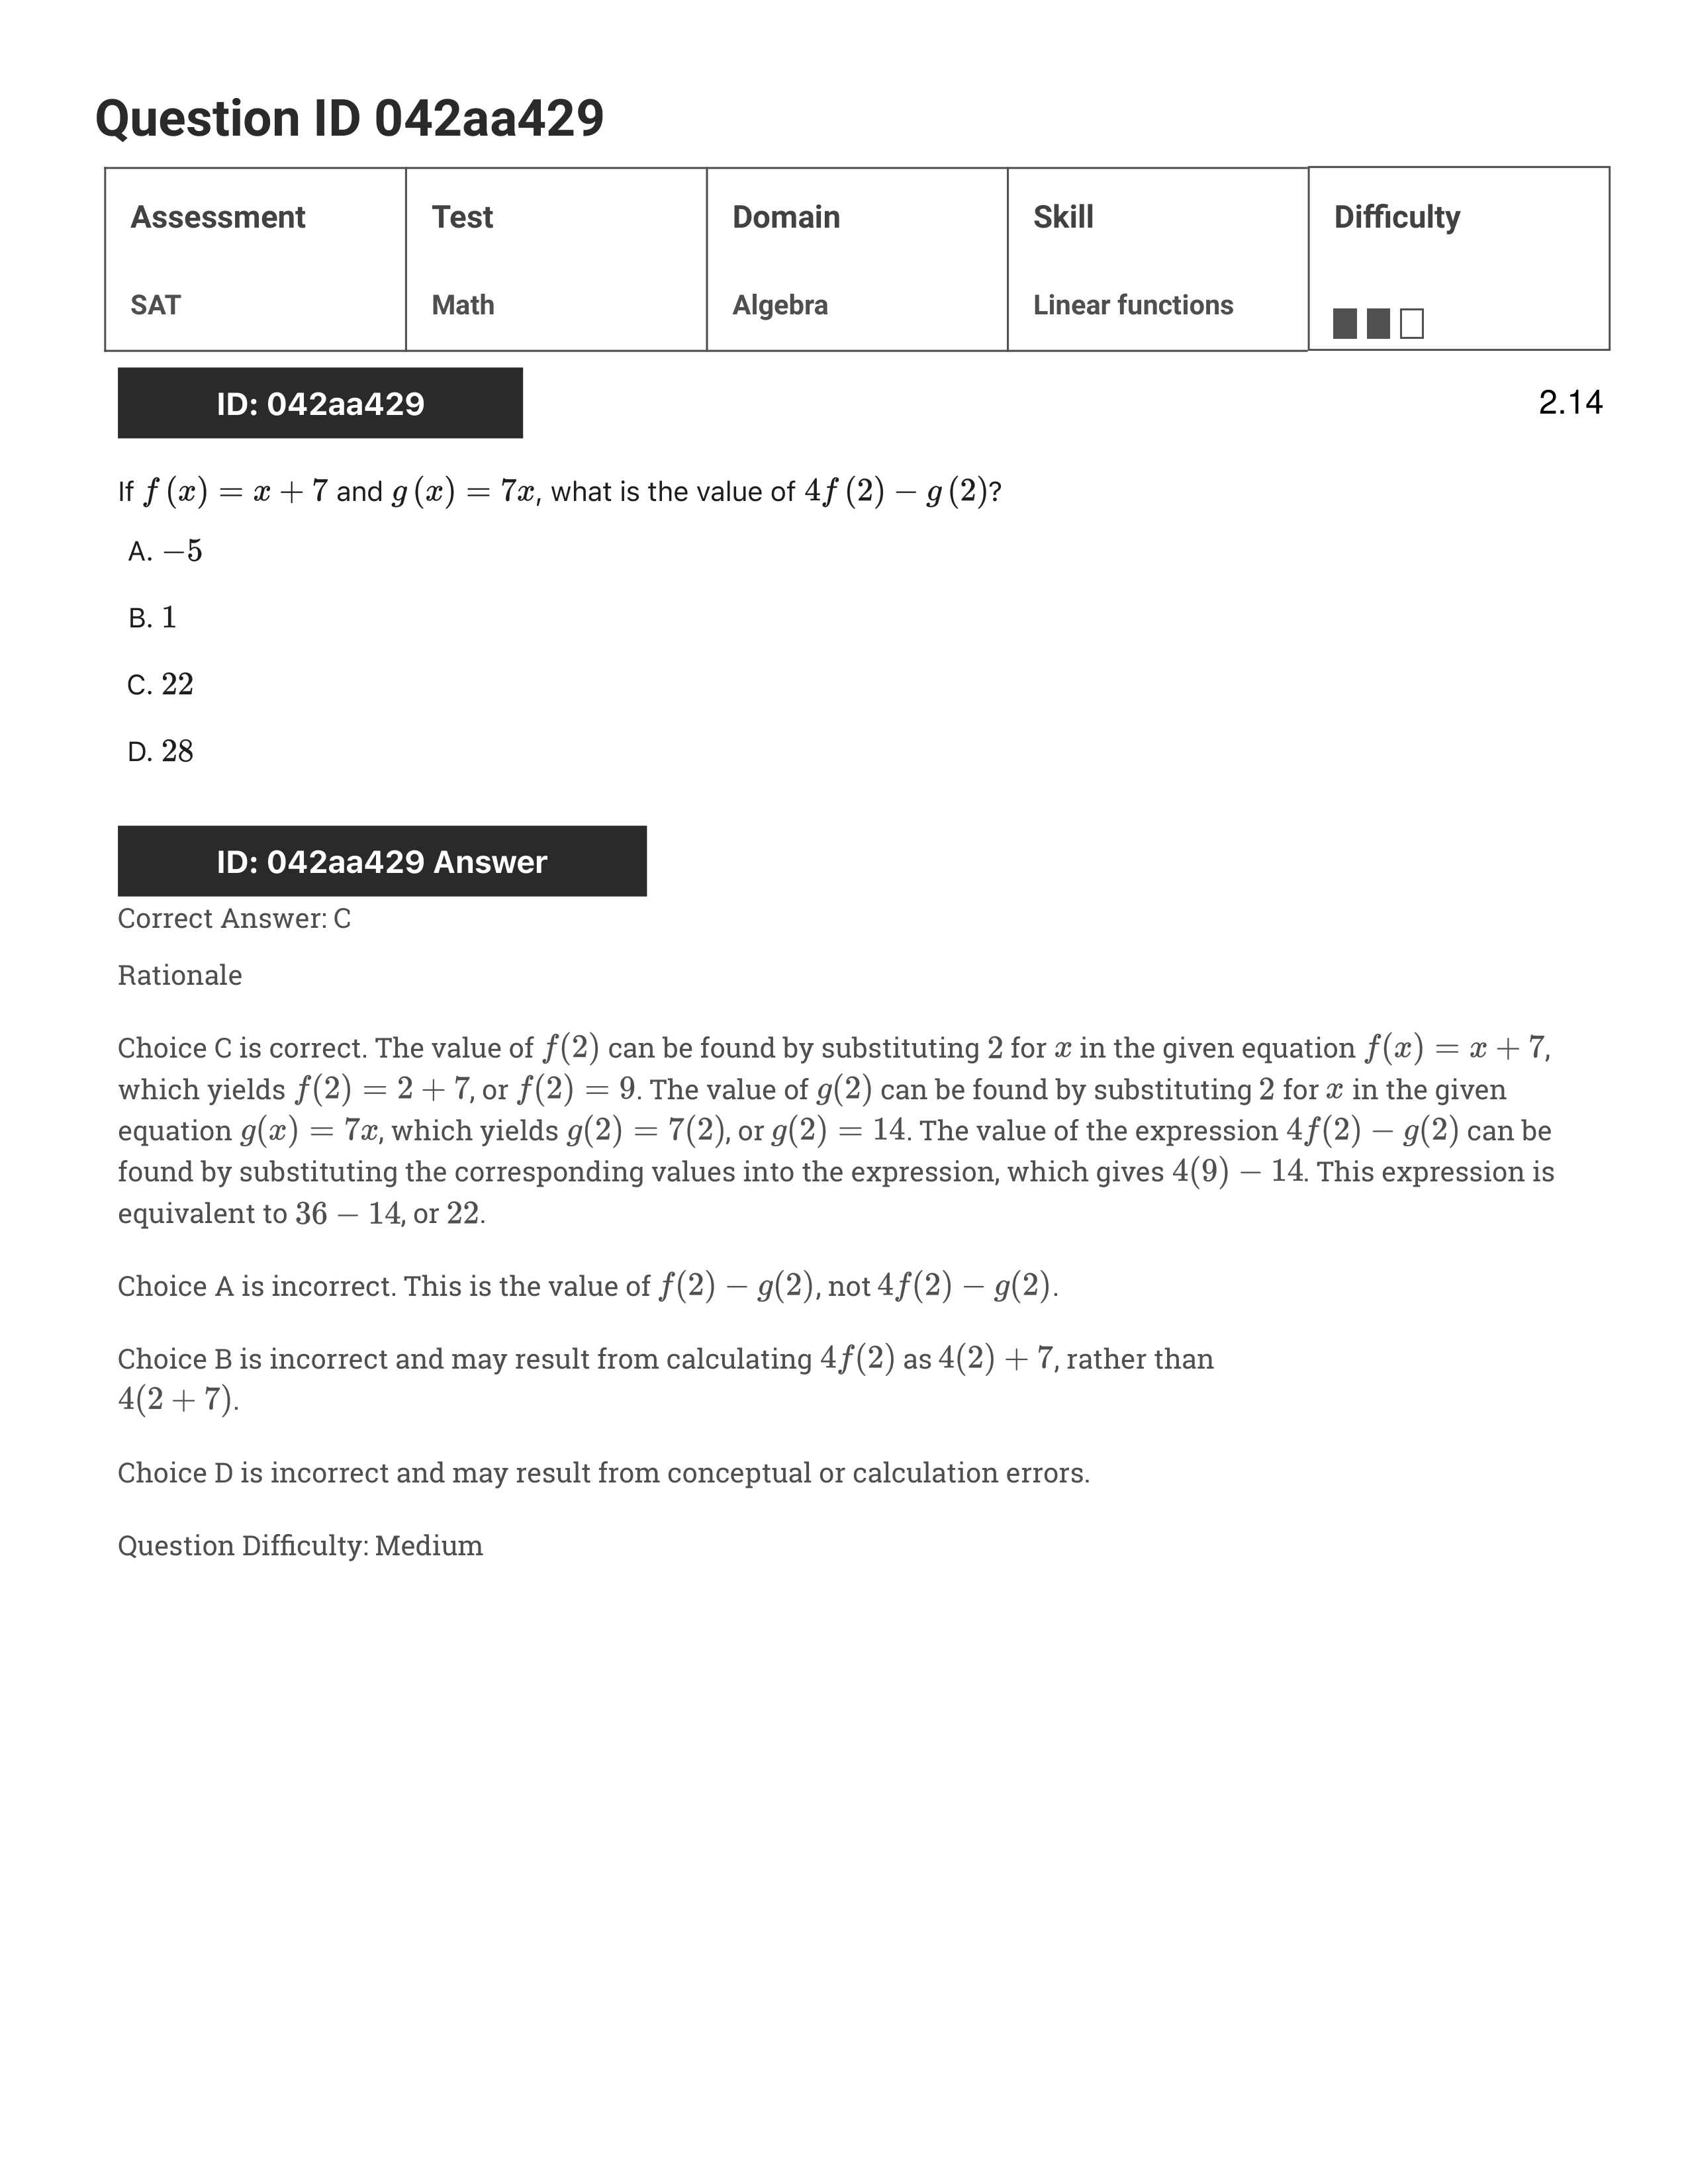 Question ID 042aa429
Assessment Test Domain Skill Difficulty
SAT Math Algebra Linear functions
ID: 042aa429 2.14
If f (x) = x + 7 and g (x) = 7x, what is the value of 4f (2) − g (2)?
A. −5
B. 1
C. 22
D. 28
ID: 042aa429 Answer
Correct Answer: C
Rationale
Choice C is correct. The value of f(2) can be found by substituting 2 for x in the given equation f(x) = x + 7,
which yields f(2) = 2 + 7, or f(2) = 9. The value of g(2) can be found by substituting 2 for x in the given
equation g(x) = 7x, which yields g(2) = 7(2), or g(2) = 14. The value of the expression 4f(2) − g(2) can be
found by substituting the corresponding values into the expression, which gives 4(9) − 14. This expression is
equivalent to 36 − 14, or 22.
Choice A is incorrect. This is the value of f(2) − g(2), not 4f(2) − g(2).
Choice B is incorrect and may result from calculating 4f(2) as 4(2) + 7, rather than
4(2 + 7).
Choice D is incorrect and may result from conceptual or calculation errors.
Question Difficulty: Medium